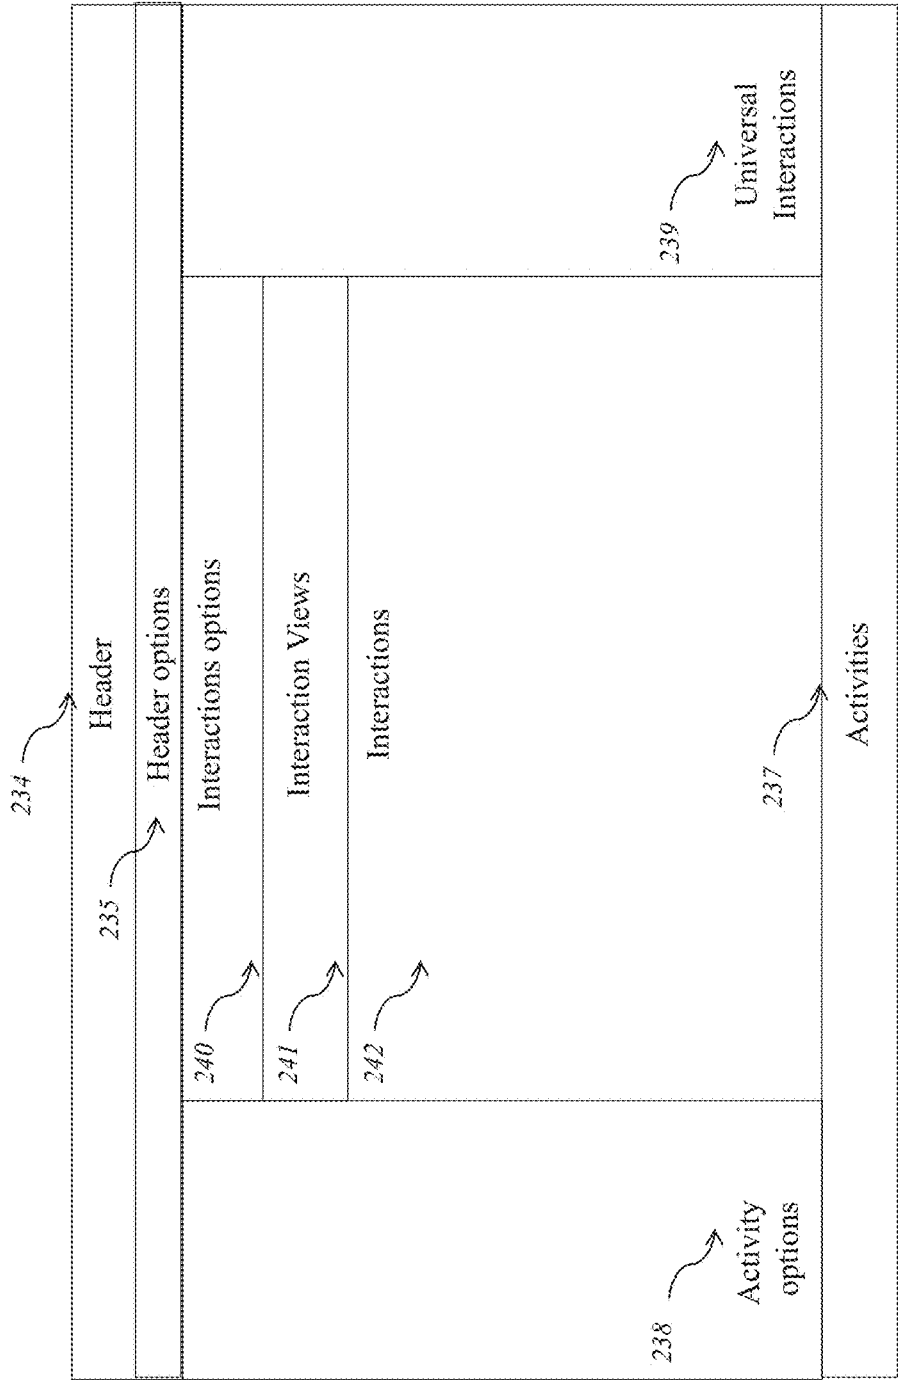 234
Header
235
Header options
240
Interactions options
241
Interaction Views
242
Interactions
238
Activity
options
239
Universal
Interactions
237
Activities